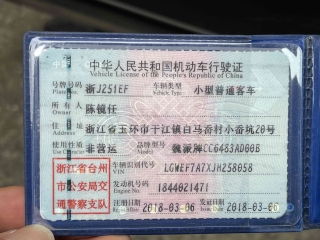 中华人民共和国机动车行驶证
Vehicle License of the People's Republic of China
号牌号码 浙J251EF 车辆类型 小型普通客车
Plate No. Vehicle Type
所有人 陈镜任
Owner
住址 浙江省玉环市干江镇白马岙村小岙坑20号
Address
使用性质 非营运 品牌型号 魏派牌CC6483AD00B
浙江省台州
市公安局交
通警察支队
车辆识别代号 LGWEF7A7XJH258058
VIN
发动机号码 1844021471
Engine No.
注册日期 2018-03-06 发证日期 2018-03-06
Issue Date